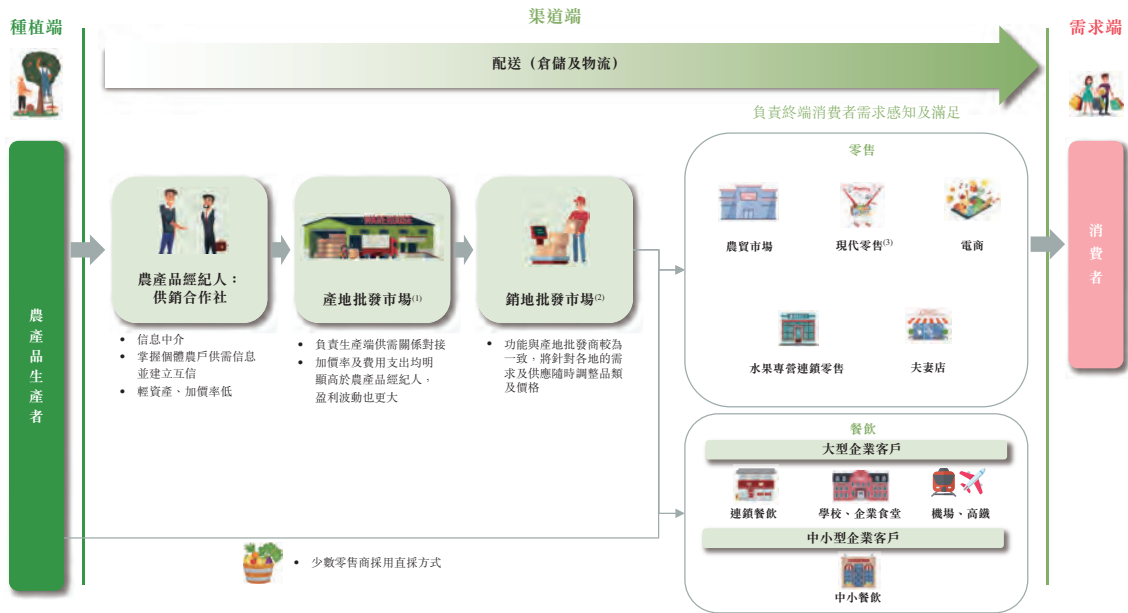 種植端
渠道端
需求端
配送（倉儲及物流）
負責終端消費者需求感知及滿足
農產品生產者
農產品經紀人：
供銷合作社
• 信息中介
• 掌握個體農戶供需信息
並建立互信
• 輕資產、加價率低
產地批發市場(1)
• 負責生產端供需關係對接
• 加價率及費用支出均明
顯高於農產品經紀人，
盈利波動也更大
銷地批發市場(2)
• 功能與產地批發商較為
一致，將針對各地的需
求及供應隨時調整品類
及價格
零售
農貿市場
現代零售(3)
電商
水果專營連鎖零售
夫妻店
餐飲
大型企業客戶
連鎖餐飲
學校、企業食堂
機場、高鐵
中小型企業客戶
中小餐飲
• 少數零售商採用直採方式
消費者